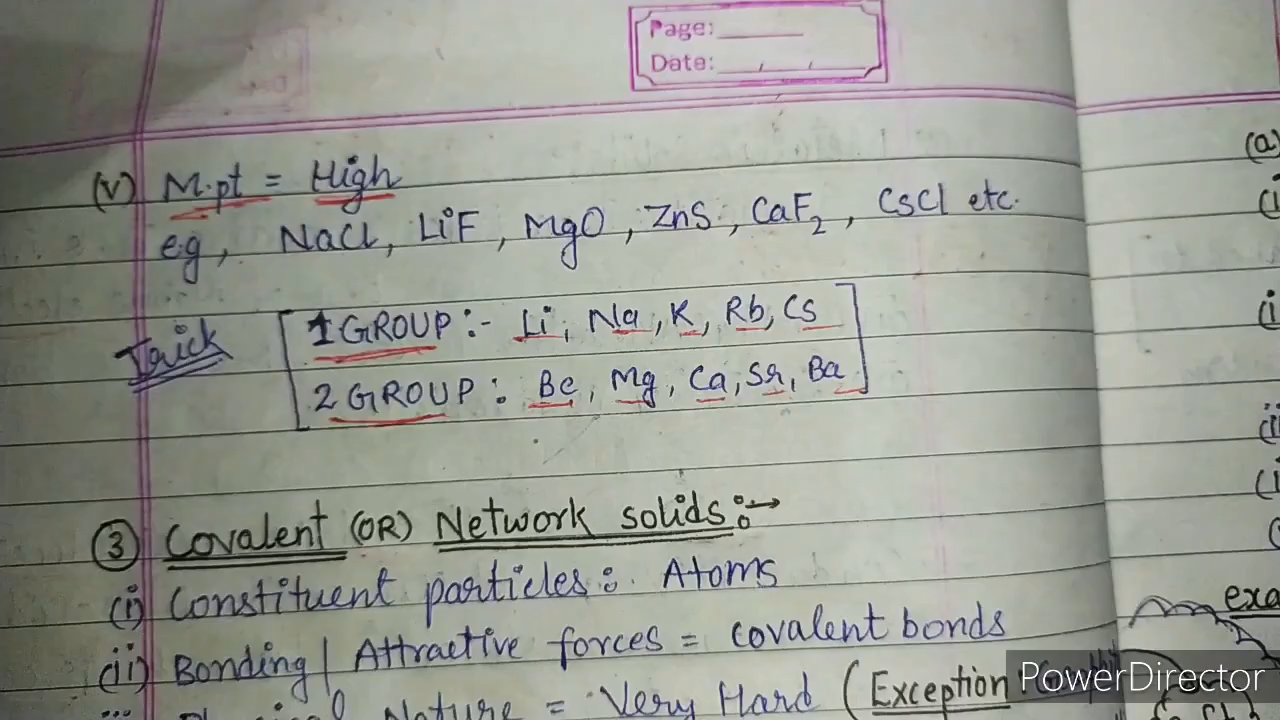 Page:
Date: , ,
(v) M.pt = High
e.g, NaCl, LiF, MgO, ZnS, CaF₂, CsCl etc.
Trick
1 GROUP :- Li, Na, K, Rb, Cs
2 GROUP : Be, Mg, Ca, Sr, Ba
③ Covalent (OR) Network solids :→
(i) Constituent particles : Atoms
(ii) Bonding | Attractive forces = covalent bonds
Nature = Very Hard (Exception
(a)
exa
PowerDirector